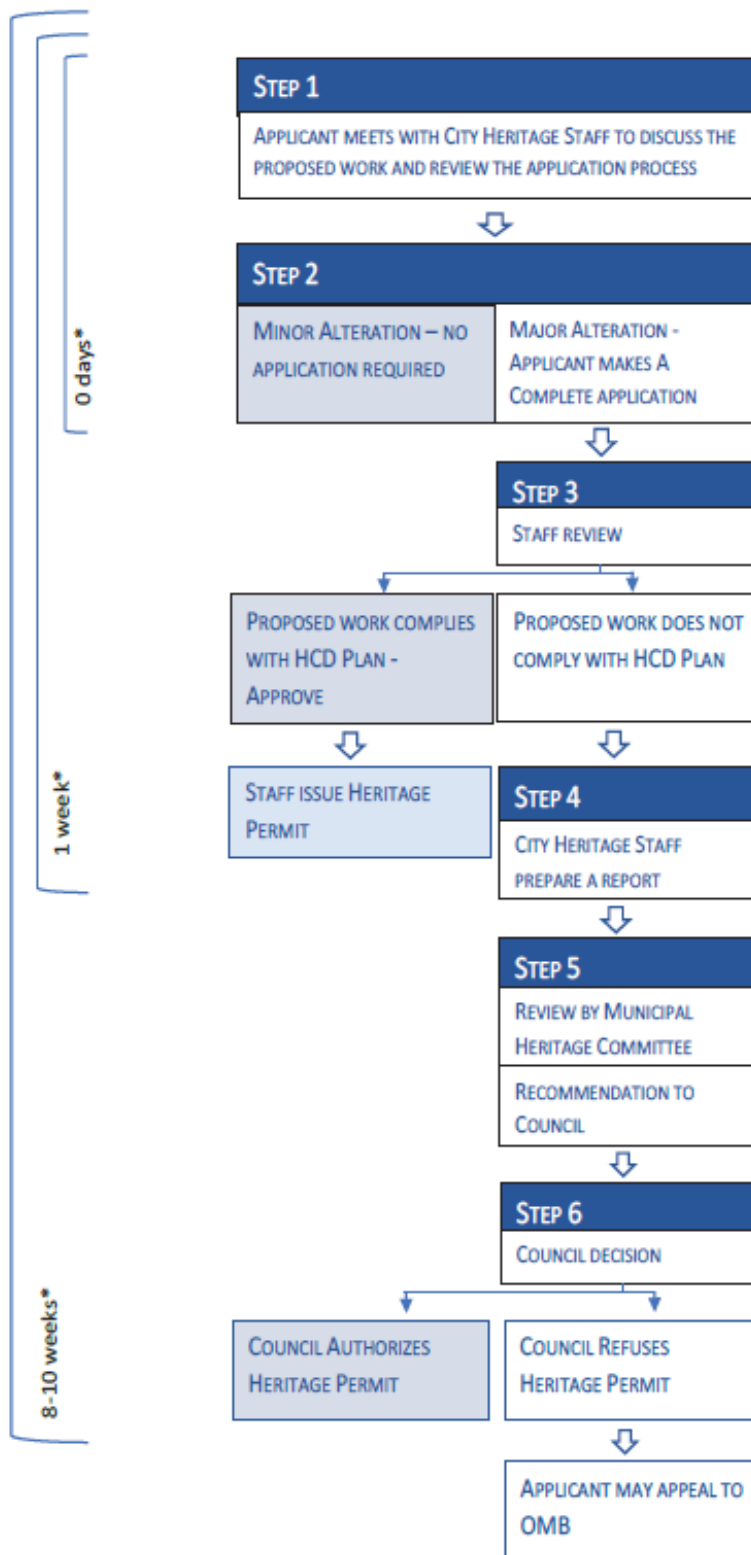 STEP 1
APPLICANT MEETS WITH CITY HERITAGE STAFF TO DISCUSS THE
PROPOSED WORK AND REVIEW THE APPLICATION PROCESS
STEP 2
MINOR ALTERATION – NO
APPLICATION REQUIRED
MAJOR ALTERATION -
APPLICANT MAKES A
COMPLETE APPLICATION
0 days*
STEP 3
STAFF REVIEW
PROPOSED WORK COMPLIES
WITH HCD PLAN -
APPROVE
PROPOSED WORK DOES NOT
COMPLY WITH HCD PLAN
STAFF ISSUE HERITAGE
PERMIT
STEP 4
CITY HERITAGE STAFF
PREPARE A REPORT
1 week*
STEP 5
REVIEW BY MUNICIPAL
HERITAGE COMMITTEE
RECOMMENDATION TO
COUNCIL
STEP 6
COUNCIL DECISION
COUNCIL AUTHORIZES
HERITAGE PERMIT
COUNCIL REFUSES
HERITAGE PERMIT
8-10 weeks*
APPLICANT MAY APPEAL TO
OMB